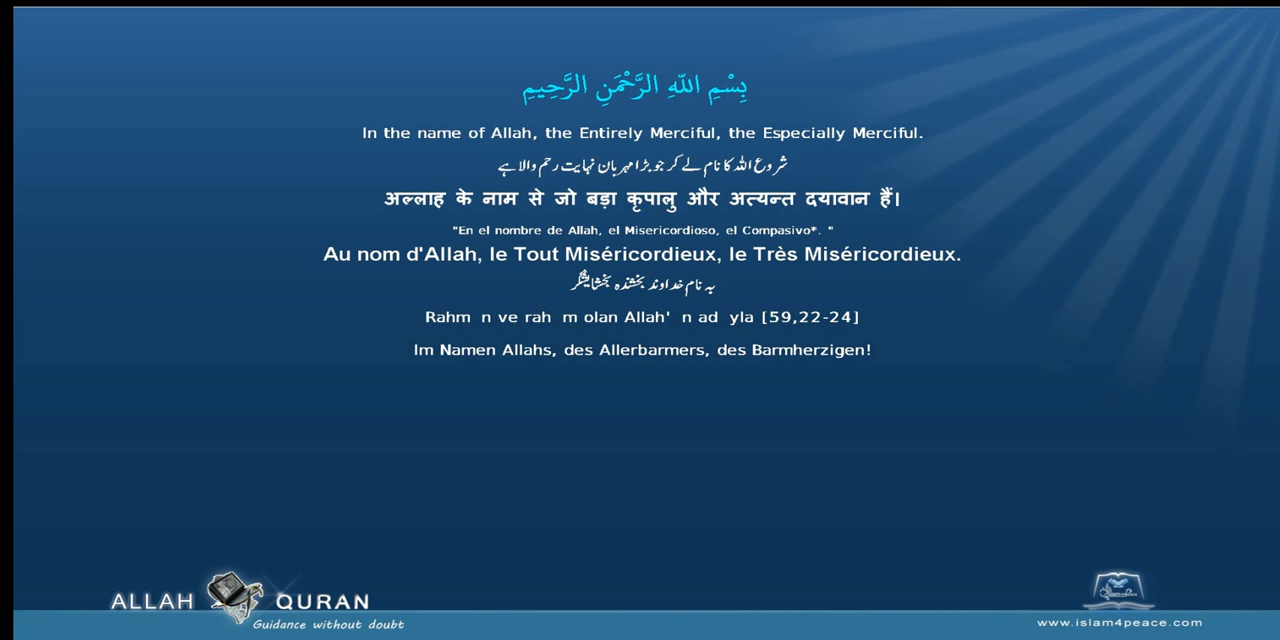 بِسْمِ اللَّهِ الرَّحْمَنِ الرَّحِيمِ
In the name of Allah, the Entirely Merciful, the Especially Merciful.
شروع اللہ کا نام لے کر جو بڑا مہربان نہایت رحم والا ہے
अल्लाह के नाम से जो बड़ा कृपालु और अत्यन्त दयावान हैं।
"En el nombre de Allah, el Misericordioso, el Compasivo*. "
Au nom d'Allah, le Tout Miséricordieux, le Très Miséricordieux.
به نام خداوند بخشنده بخشایشگر
Rahm n ve rah m olan Allah' n ad yla [59,22-24]
Im Namen Allahs, des Allerbarmers, des Barmherzigen!
ALLAH QURAN
Guidance without doubt
www.islam4peace.com